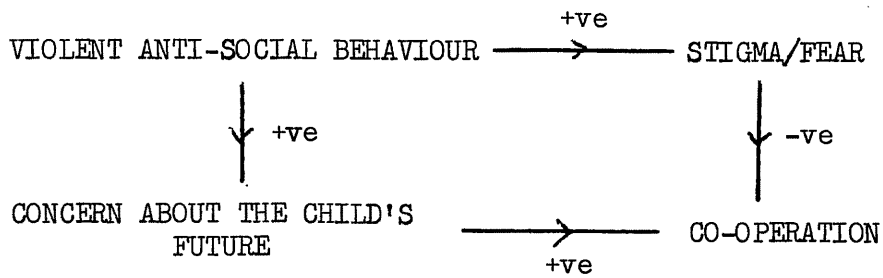 +ve
VIOLENT ANTI-SOCIAL BEHAVIOUR STIGMA/FEAR
+ve -ve
CONCERN ABOUT THE CHILD'S
FUTURE CO-OPERATION
+ve